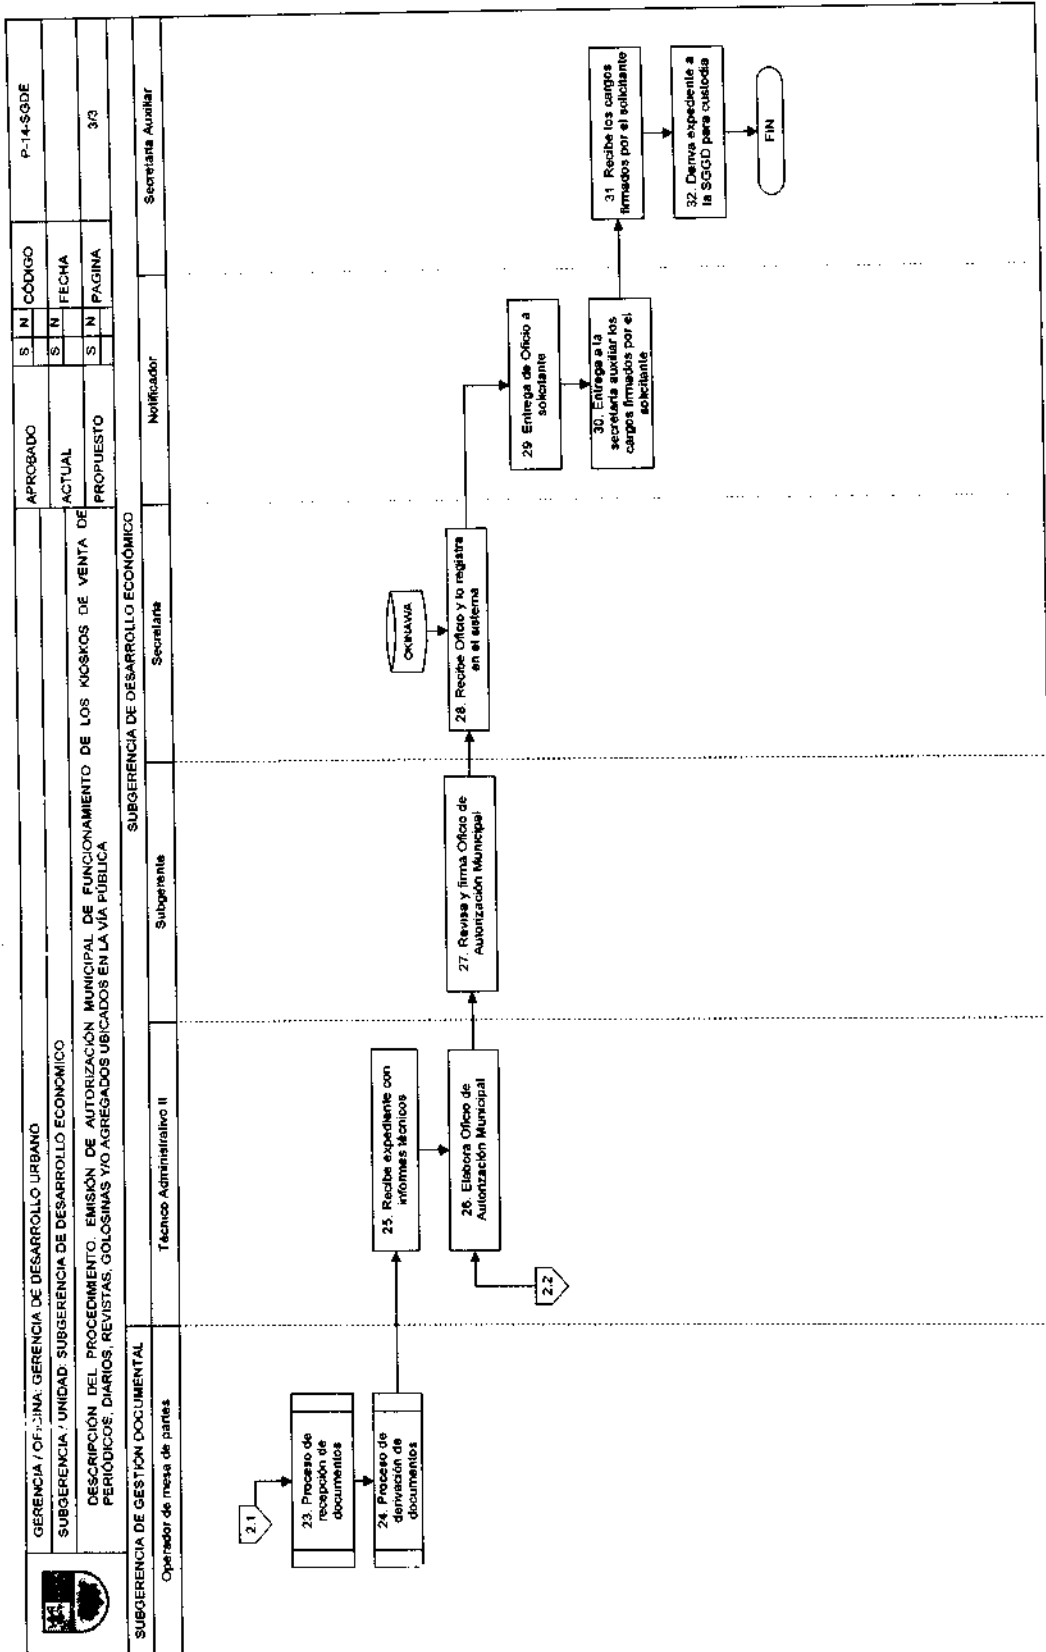 GERENCIA / OFICINA: GERENCIA DE DESARROLLO URBANO
SUBGERENCIA / UNIDAD: SUBGERENCIA DE DESARROLLO ECONOMICO
DESCRIPCIÓN DEL PROCEDIMIENTO. EMISIÓN DE AUTORIZACIÓN MUNICIPAL DE FUNCIONAMIENTO DE LOS KIOSKOS DE VENTA DE
PERIÓDICOS, DIARIOS, REVISTAS, GOLOSINAS Y/O AGREGADOS UBICADOS EN LA VÍA PÚBLICA
APROBADO S N CÓDIGO P-14-SGDE
ACTUAL S N FECHA
PROPUESTO S N PAGINA 3/3
SUBGERENCIA DE GESTIÓN DOCUMENTAL
SUBGERENCIA DE DESARROLLO ECONÓMICO
Operador de mesa de partes
Técnico Administrativo II
Subgerente
Secretaria
Notificador
Secretaria Auxiliar
2.1
23. Proceso de
recepción de
documentos
24. Proceso de
derivación de
documentos
25. Recibe expediente con
informes técnicos
26. Elabora Oficio de
Autorización Municipal
2.2
27. Revisa y firma Oficio de
Autorización Municipal
OKINAWA
28. Recibe Oficio y lo registra
en el sistema
29 Entrega de Oficio a
solicitante
30. Entrega a la
secretaria auxiliar los
cargos firmados por el
solicitante
31 Recibe los cargos
firmados por el solicitante
32. Deriva expediente a
la SGGD para custodia
FIN